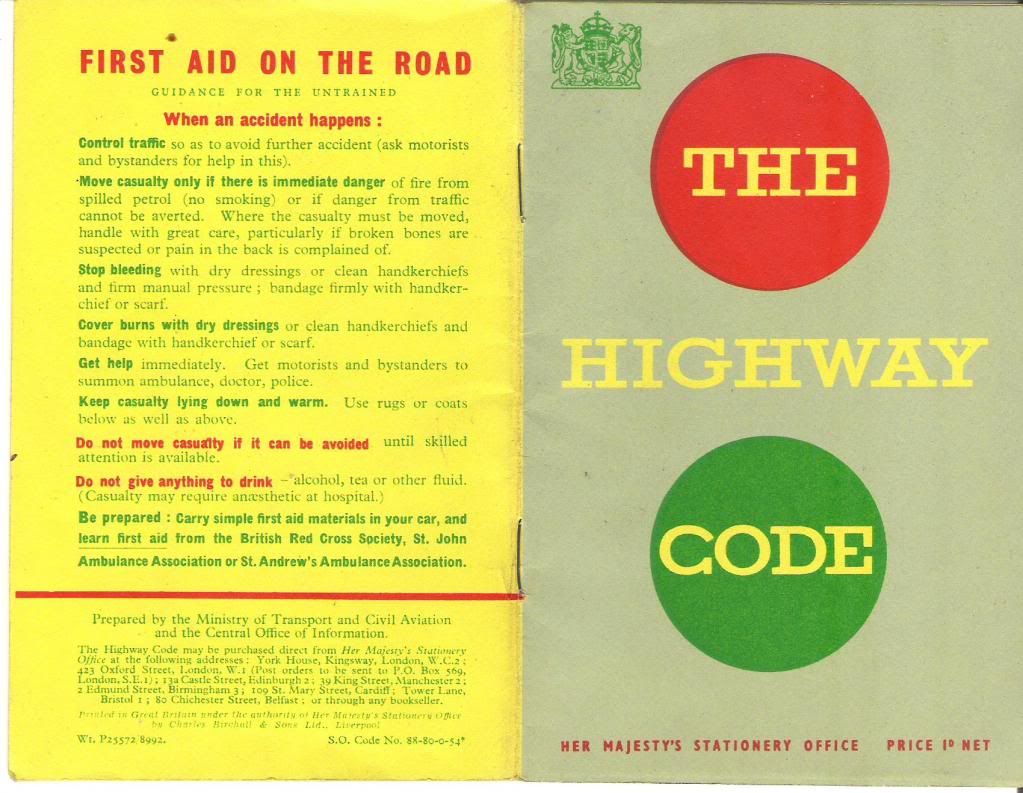 FIRST AID ON THE ROAD
GUIDANCE FOR THE UNTRAINED
When an accident happens :
Control traffic so as to avoid further accident (ask motorists
and bystanders for help in this).
Move casualty only if there is immediate danger of fire from
spilled petrol (no smoking) or if danger from traffic
cannot be averted. Where the casualty must be moved,
handle with great care, particularly if broken bones are
suspected or pain in the back is complained of.
Stop bleeding with dry dressings or clean handkerchiefs
and firm manual pressure ; bandage firmly with handker-
chief or scarf.
Cover burns with dry dressings or clean handkerchiefs and
bandage with handkerchief or scarf.
Get help immediately. Get motorists and bystanders to
summon ambulance, doctor, police.
Keep casualty lying down and warm. Use rugs or coats
below as well as above.
Do not move casualty if it can be avoided until skilled
attention is available.
Do not give anything to drink — alcohol, tea or other fluid.
(Casualty may require anæsthetic at hospital.)
Be prepared : Carry simple first aid materials in your car, and
learn first aid from the British Red Cross Society, St. John
Ambulance Association or St. Andrew's Ambulance Association.
Prepared by the Ministry of Transport and Civil Aviation
and the Central Office of Information.
The Highway Code may be purchased direct from Her Majesty's Stationery
Office at the following addresses : York House, Kingsway, London, W.C.2 ;
423 Oxford Street, London, W.1 (Post orders to be sent to P.O. Box 569,
London, S.E.1) ; 13a Castle Street, Edinburgh 2 ; 39 King Street, Manchester 2 ;
2 Edmund Street, Birmingham 3 ; 109 St. Mary Street, Cardiff ; Tower Lane,
Bristol 1 ; 80 Chichester Street, Belfast ; or through any bookseller.
Printed in Great Britain under the authority of Her Majesty's Stationery Office
by Charles Birchall & Sons Ltd., Liverpool
Wt. P25572/8992. S.O. Code No. 88-80-0-54*
THE
HIGHWAY
CODE
HER MAJESTY'S STATIONERY OFFICE PRICE 1D NET